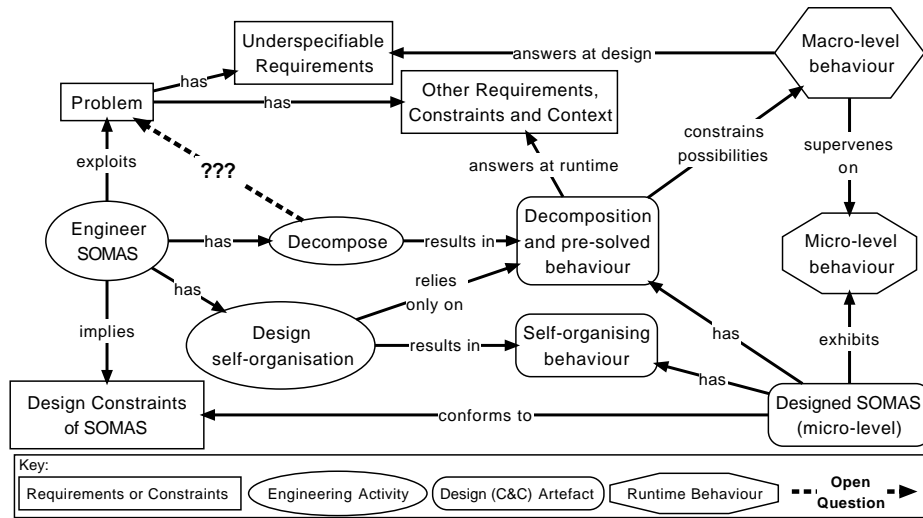 Underspecifiable
Requirements
answers at design
Macro-level
behaviour
has
Problem
has
Other Requirements,
Constraints and Context
constrains
possibilities
supervenes
on
exploits
???
answers at runtime
Engineer
SOMAS
has
Decompose
results in
Decomposition
and pre-solved
behaviour
Micro-level
behaviour
has
relies
only on
implies
Design
self-organisation
results in
Self-organising
behaviour
has
has
exhibits
Design Constraints
of SOMAS
conforms to
Designed SOMAS
(micro-level)
Key:
Requirements or Constraints
Engineering Activity
Design (C&C) Artefact
Runtime Behaviour
Open
Question